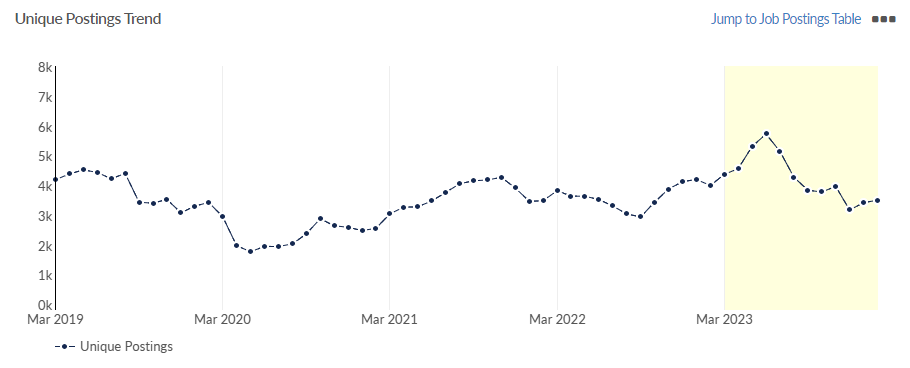 Unique Postings Trend
Jump to Job Postings Table
8k
7k
6k
5k
4k
3k
2k
1k
0k
Mar 2019 Mar 2020 Mar 2021 Mar 2022 Mar 2023
Unique Postings